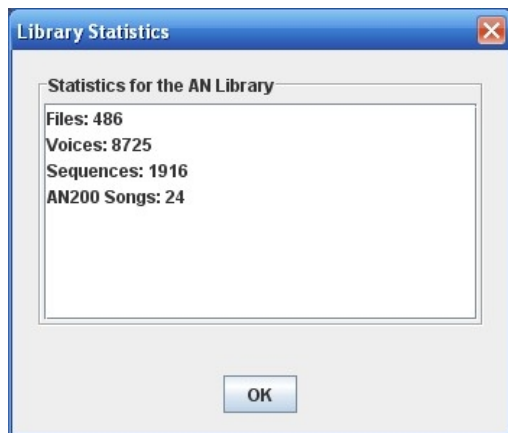 Library Statistics
Statistics for the AN Library
Files: 486
Voices: 8725
Sequences: 1916
AN200 Songs: 24
OK